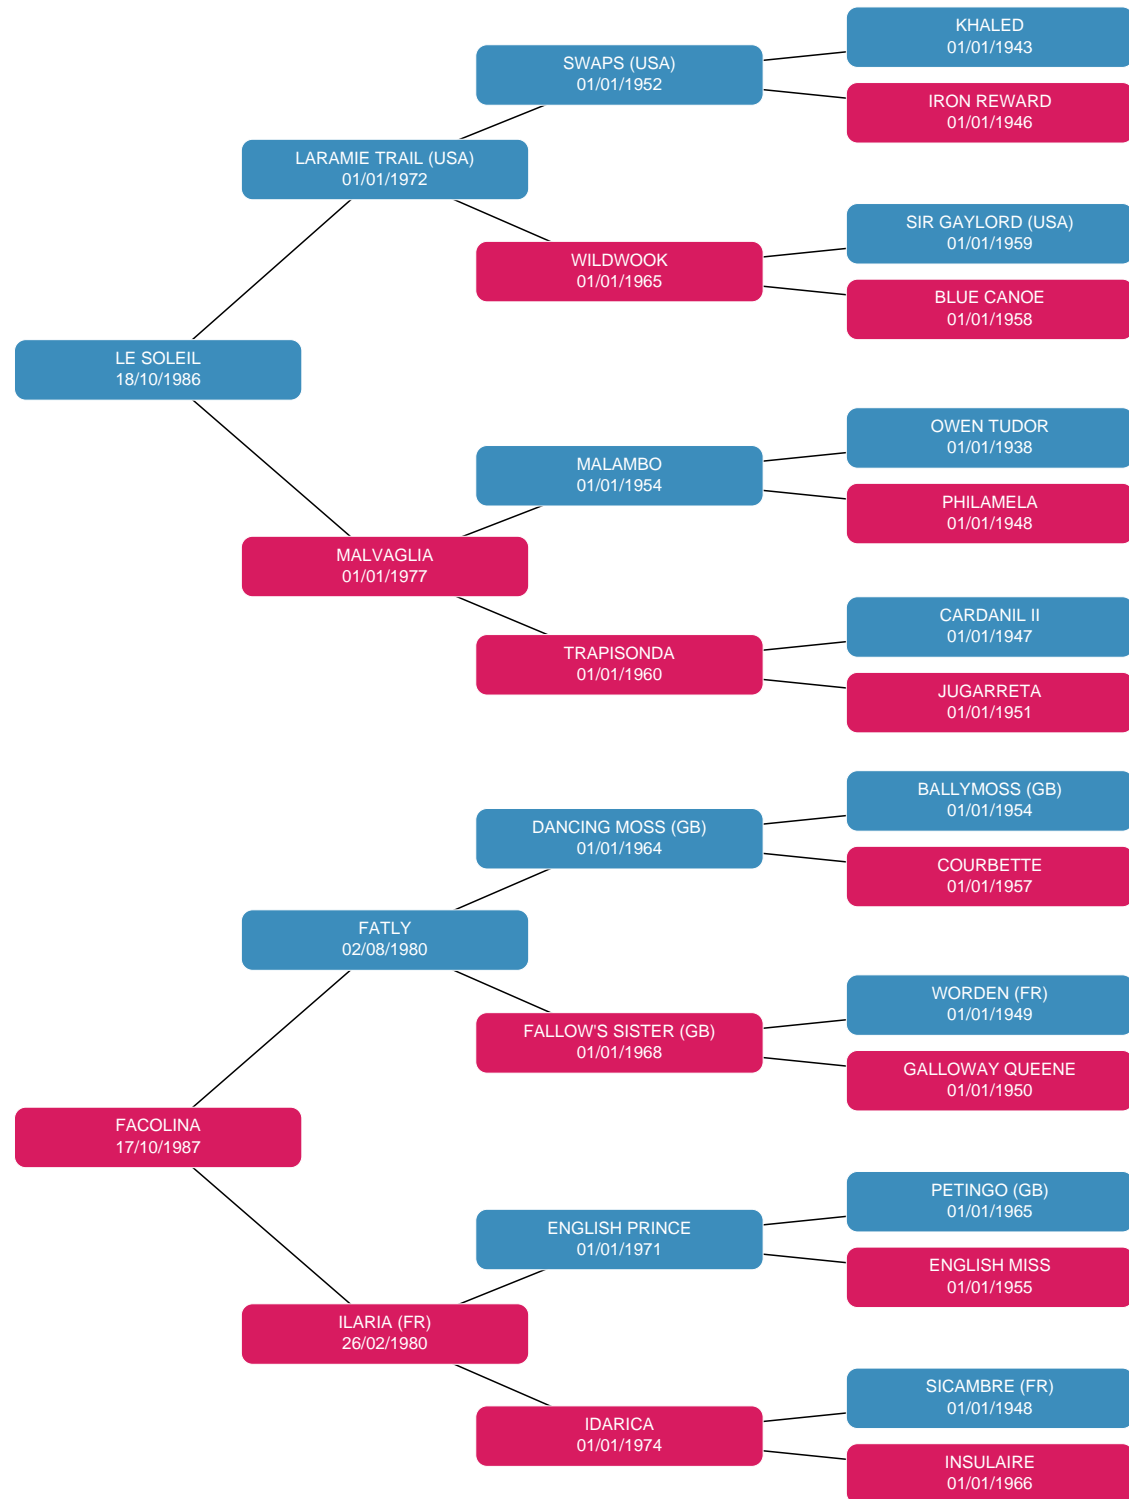 KHALED
01/01/1943
SWAPS (USA)
01/01/1952
IRON REWARD
01/01/1946
LARAMIE TRAIL (USA)
01/01/1972
SIR GAYLORD (USA)
01/01/1959
WILDWOOK
01/01/1965
BLUE CANOE
01/01/1958
LE SOLEIL
18/10/1986
OWEN TUDOR
01/01/1938
MALAMBO
01/01/1954
PHILAMELA
01/01/1948
MALVAGLIA
01/01/1977
CARDANIL II
01/01/1947
TRAPISONDA
01/01/1960
JUGARRETA
01/01/1951
BALLYMOSS (GB)
01/01/1954
DANCING MOSS (GB)
01/01/1964
COURBETTE
01/01/1957
FATLY
02/08/1980
WORDEN (FR)
01/01/1949
FALLOW'S SISTER (GB)
01/01/1968
GALLOWAY QUEENE
01/01/1950
FACOLINA
17/10/1987
PETINGO (GB)
01/01/1965
ENGLISH PRINCE
01/01/1971
ENGLISH MISS
01/01/1955
ILARIA (FR)
26/02/1980
SICAMBRE (FR)
01/01/1948
IDARICA
01/01/1974
INSULAIRE
01/01/1966